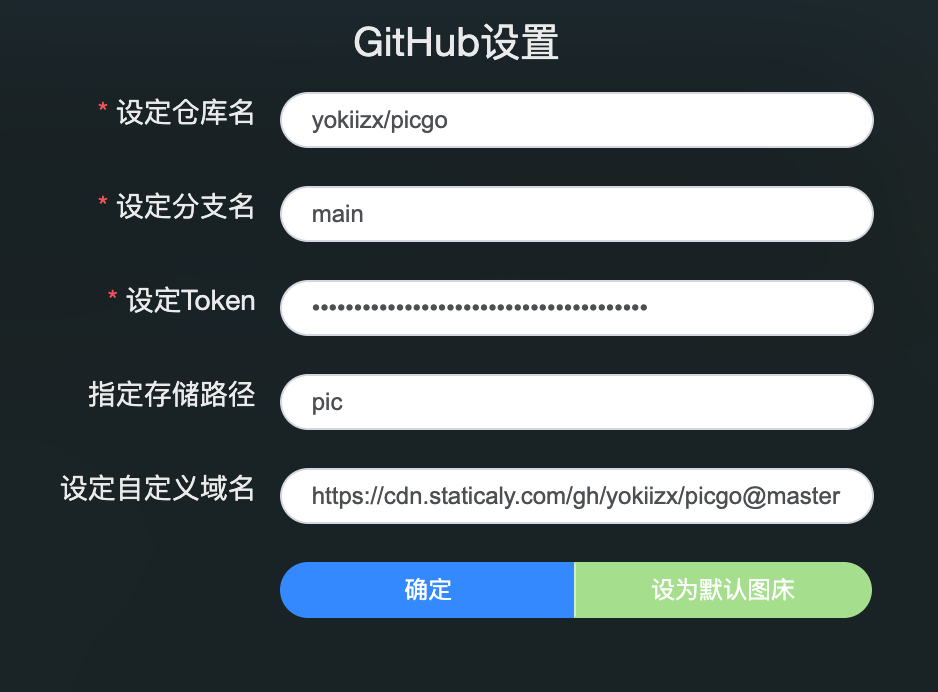 GitHub设置
* 设定仓库名 yokiizx/picgo
* 设定分支名 main
* 设定Token ••••••••••••••••••••••••••••••••••••••••
指定存储路径 pic
设定自定义域名 https://cdn.staticaly.com/gh/yokiizx/picgo@master
确定 设为默认图床